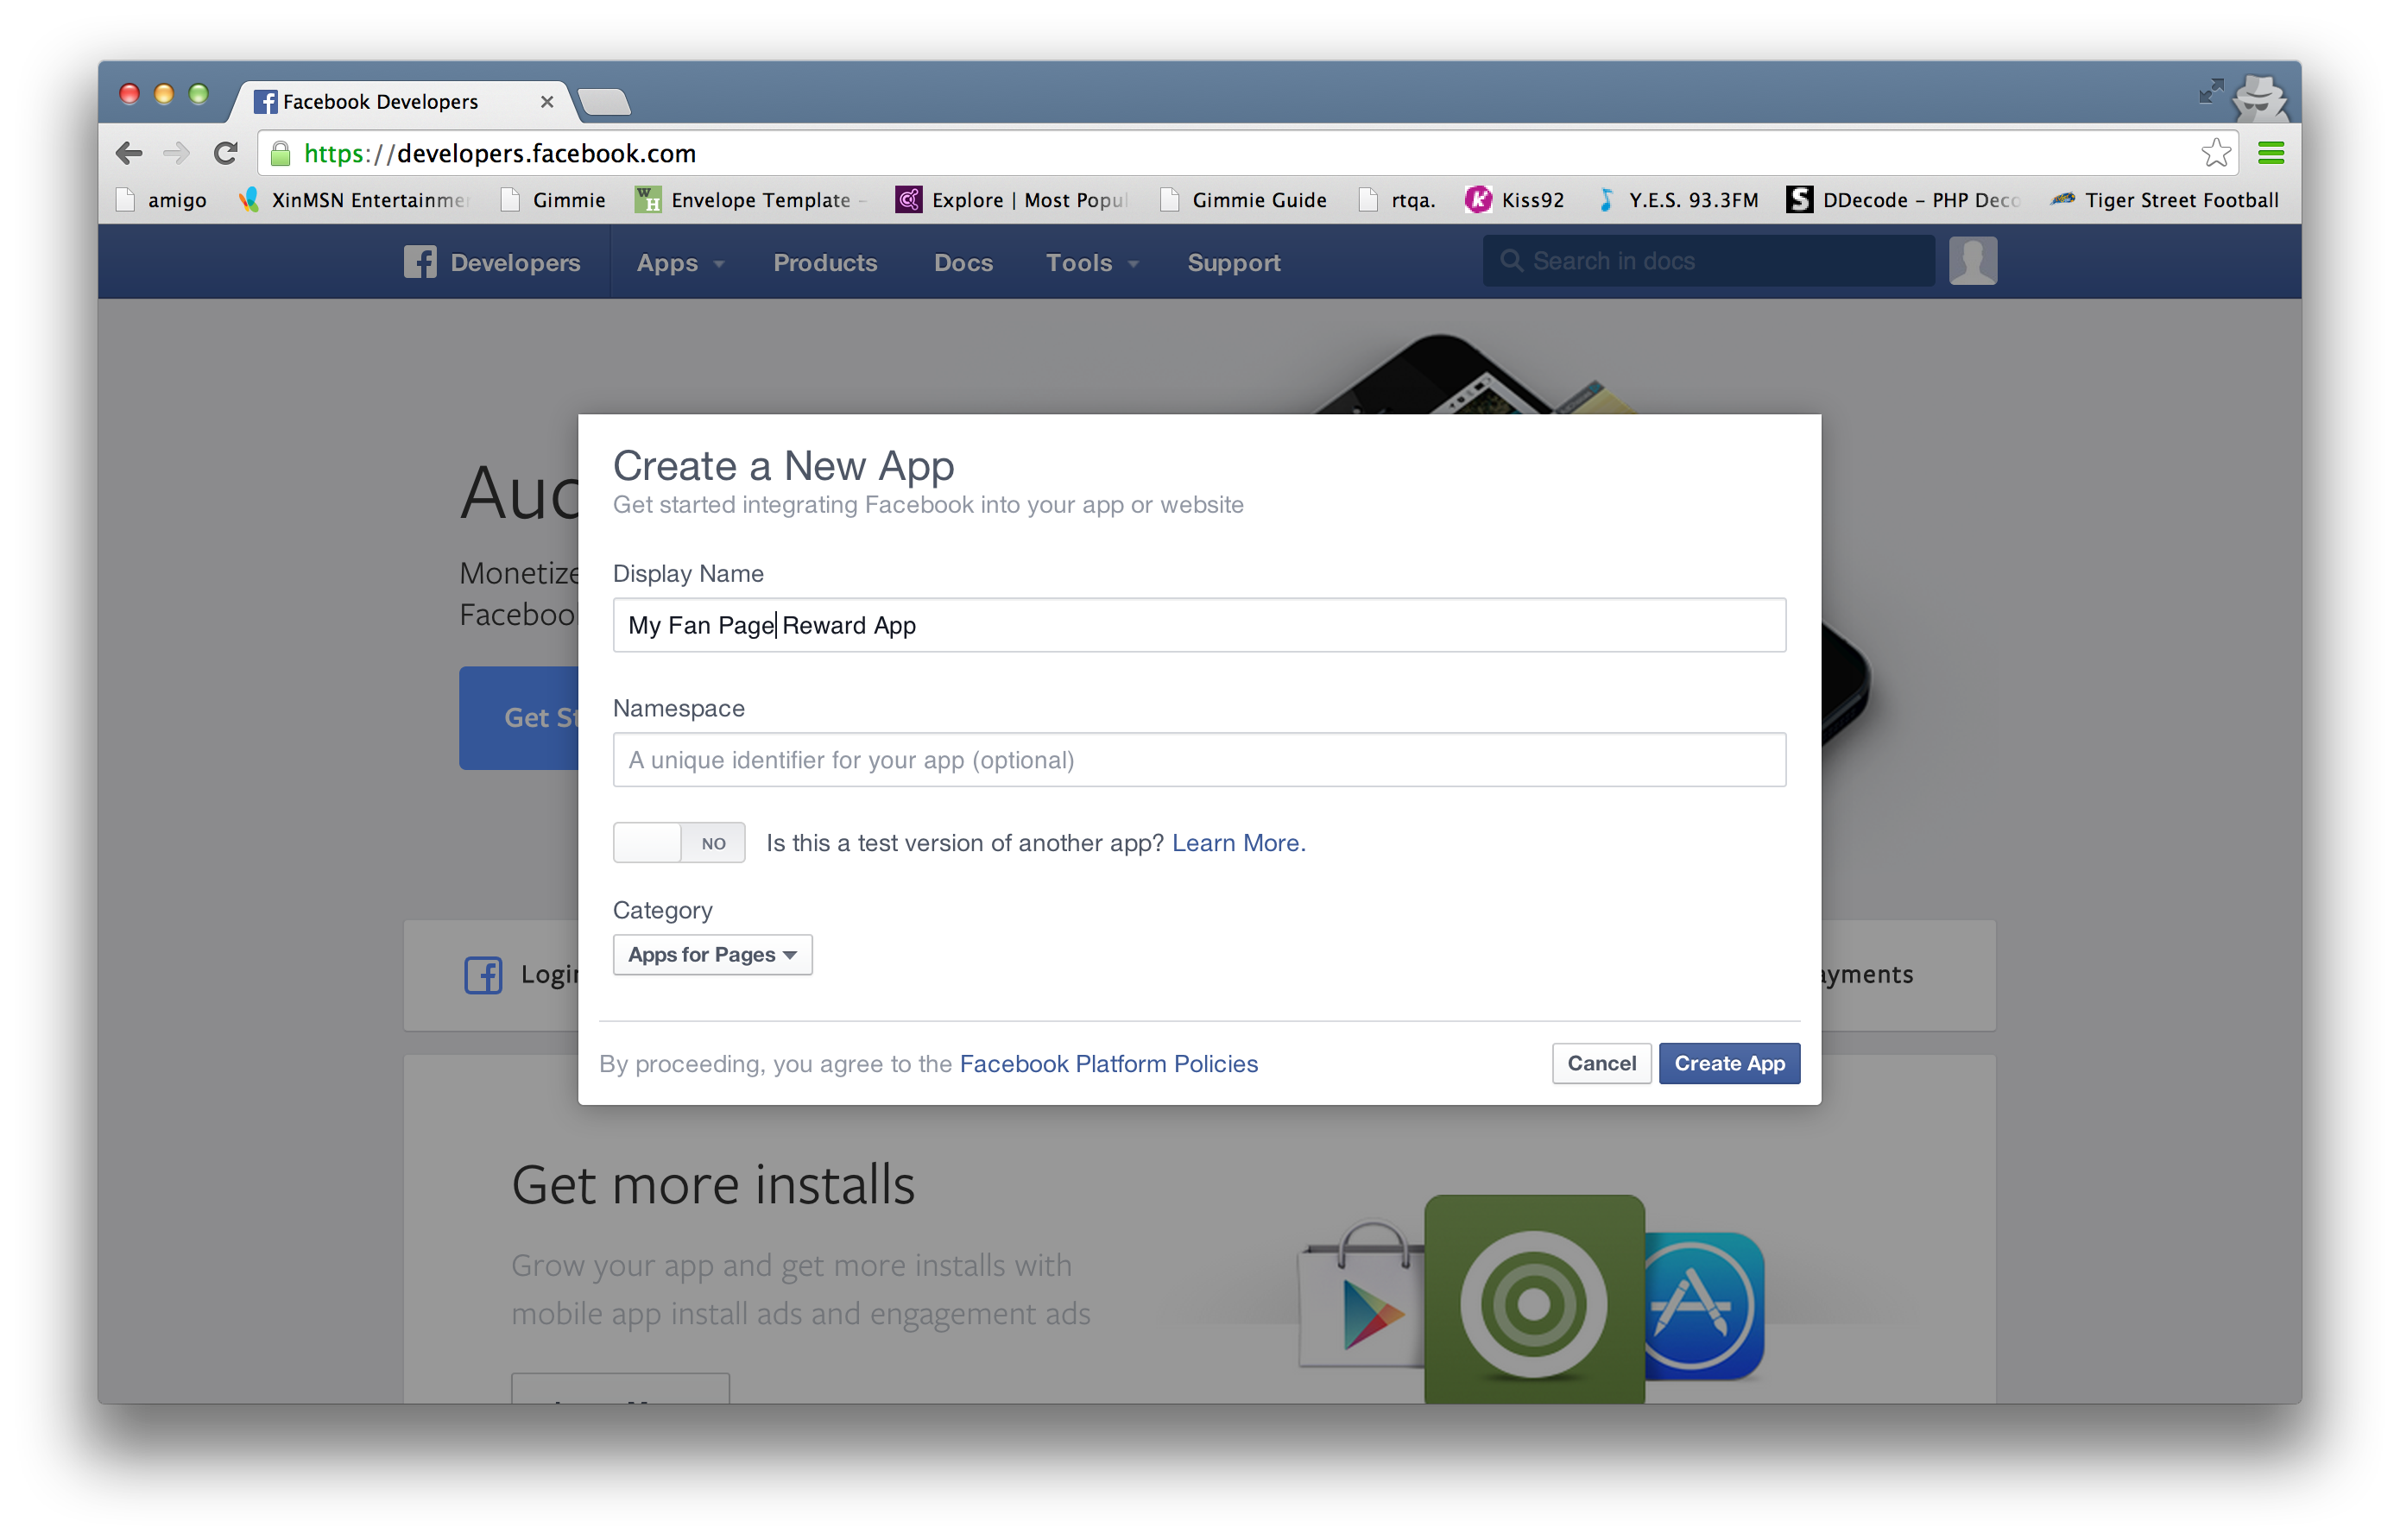 Facebook Developers
https://developers.facebook.com
amigo XinMSN Entertainme Gimmie Envelope Template - Explore | Most Popul Gimmie Guide rtqa. Kiss92 Y.E.S. 93.3FM DDecode - PHP Deco Tiger Street Football
Developers Apps Products Docs Tools Support Search in docs
Create a New App
Get started integrating Facebook into your app or website
Display Name
My Fan Page Reward App
Namespace
A unique identifier for your app (optional)
NO Is this a test version of another app? Learn More.
Category
Apps for Pages
By proceeding, you agree to the Facebook Platform Policies Cancel Create App
Auc
Monetize
Faceboo
Get St
Login
ayments
Get more installs
Grow your app and get more installs with
mobile app install ads and engagement ads